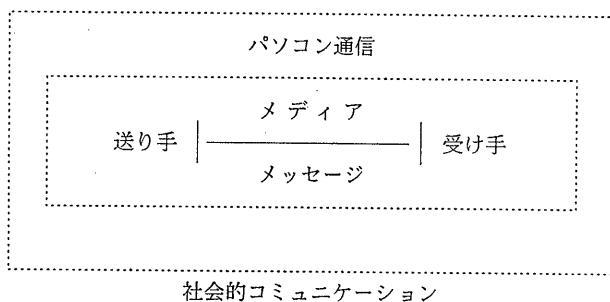 パソコン通信
メディア
送り手 受け手
メッセージ
社会的コミュニケーション